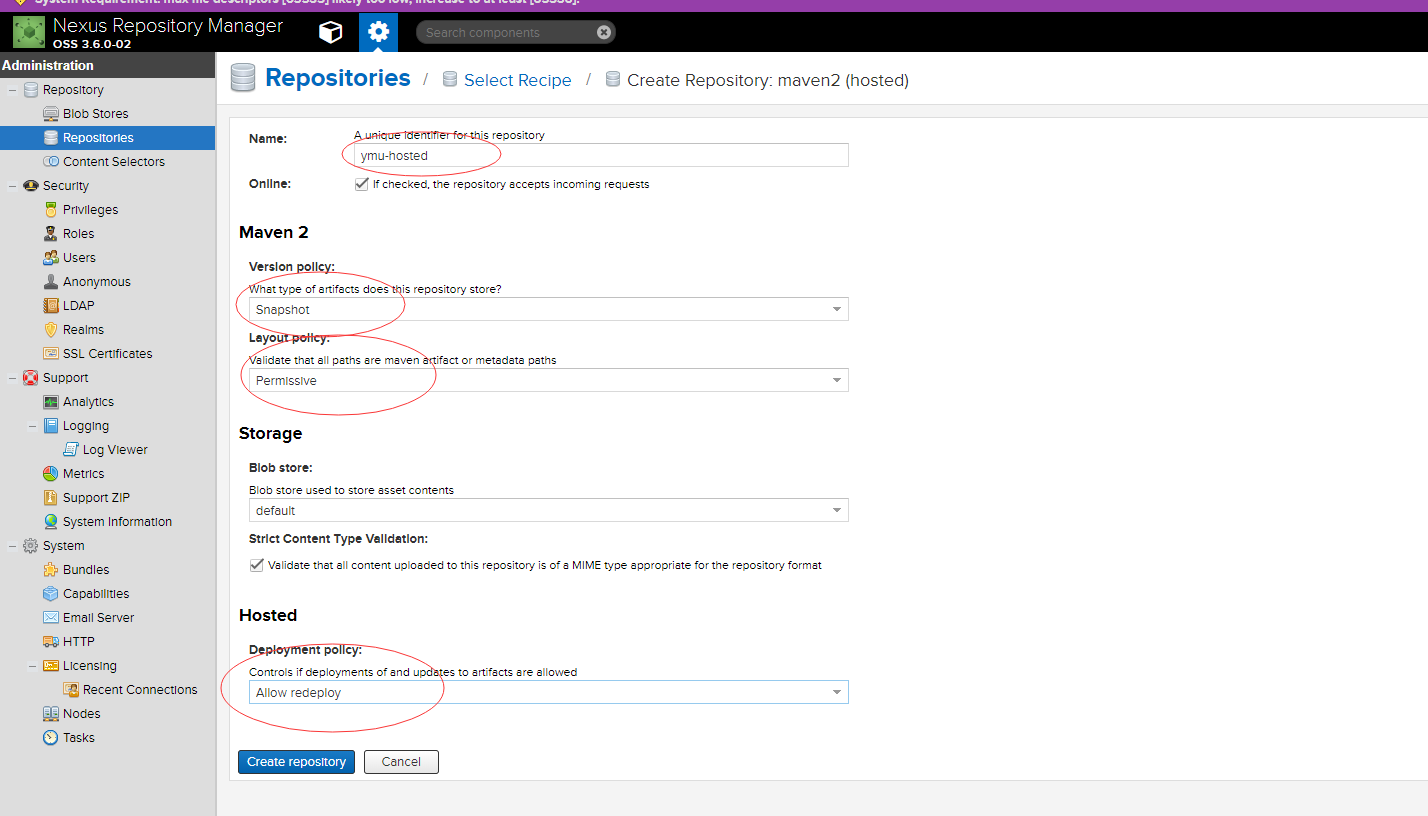 System Requirement: max file descriptors [65535] likely too low, increase to at least [65536].
Nexus Repository Manager
OSS 3.6.0-02
Search components
Administration
Repository
Blob Stores
Repositories
Content Selectors
Security
Privileges
Roles
Users
Anonymous
LDAP
Realms
SSL Certificates
Support
Analytics
Logging
Log Viewer
Metrics
Support ZIP
System Information
System
Bundles
Capabilities
Email Server
HTTP
Licensing
Recent Connections
Nodes
Tasks
Repositories / Select Recipe / Create Repository: maven2 (hosted)
Name:
A unique identifier for this repository
ymu-hosted
Online:
If checked, the repository accepts incoming requests
Maven 2
Version policy:
What type of artifacts does this repository store?
Snapshot
Layout policy:
Validate that all paths are maven artifact or metadata paths
Permissive
Storage
Blob store:
Blob store used to store asset contents
default
Strict Content Type Validation:
Validate that all content uploaded to this repository is of a MIME type appropriate for the repository format
Hosted
Deployment policy:
Controls if deployments of and updates to artifacts are allowed
Allow redeploy
Create repository
Cancel